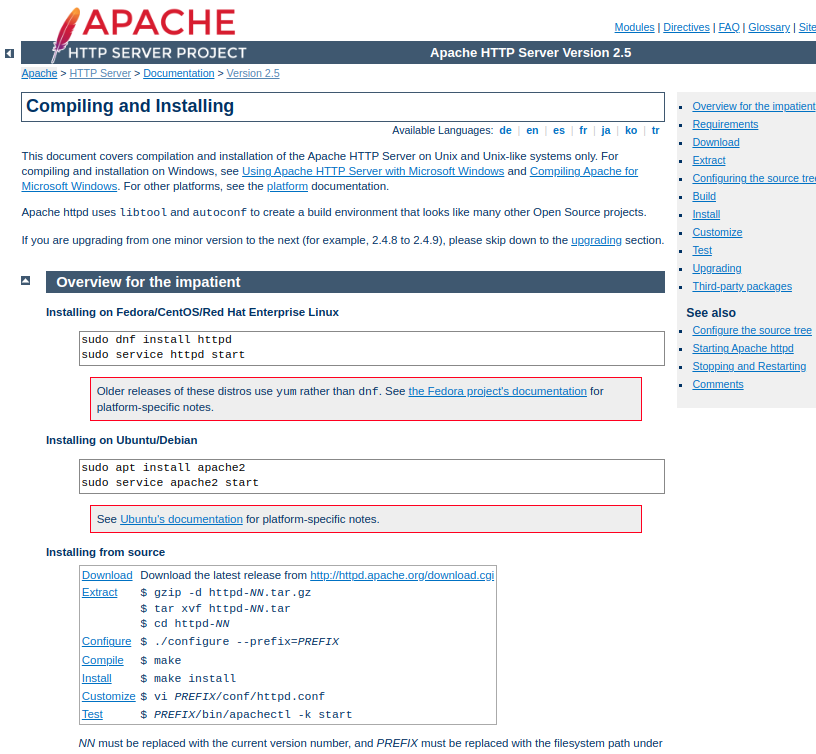 APACHE
HTTP SERVER PROJECT
Modules | Directives | FAQ | Glossary | Site
Apache HTTP Server Version 2.5
Apache > HTTP Server > Documentation > Version 2.5
Compiling and Installing
Available Languages: de | en | es | fr | ja | ko | tr
This document covers compilation and installation of the Apache HTTP Server on Unix and Unix-like systems only. For
compiling and installation on Windows, see Using Apache HTTP Server with Microsoft Windows and Compiling Apache for
Microsoft Windows. For other platforms, see the platform documentation.
Apache httpd uses libtool and autoconf to create a build environment that looks like many other Open Source projects.
If you are upgrading from one minor version to the next (for example, 2.4.8 to 2.4.9), please skip down to the upgrading section.
Overview for the impatient
Installing on Fedora/CentOS/Red Hat Enterprise Linux
sudo dnf install httpd
sudo service httpd start
Older releases of these distros use yum rather than dnf. See the Fedora project's documentation for
platform-specific notes.
Installing on Ubuntu/Debian
sudo apt install apache2
sudo service apache2 start
See Ubuntu's documentation for platform-specific notes.
Installing from source
Download Download the latest release from http://httpd.apache.org/download.cgi
Extract $ gzip -d httpd-NN.tar.gz
$ tar xvf httpd-NN.tar
$ cd httpd-NN
Configure $ ./configure --prefix=PREFIX
Compile $ make
Install $ make install
Customize $ vi PREFIX/conf/httpd.conf
Test $ PREFIX/bin/apachectl -k start
NN must be replaced with the current version number, and PREFIX must be replaced with the filesystem path under
Overview for the impatient
Requirements
Download
Extract
Configuring the source tree
Build
Install
Customize
Test
Upgrading
Third-party packages
See also
Configure the source tree
Starting Apache httpd
Stopping and Restarting
Comments